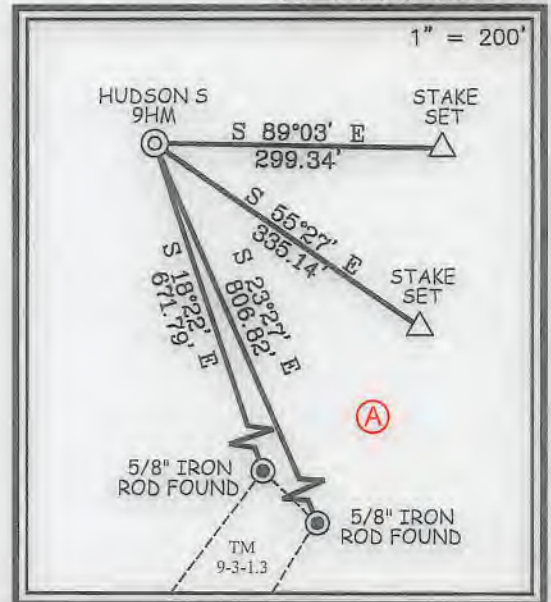 1" = 200'
HUDSON S
9HM
STAKE
SET
S 89°03' E
299.34'
S 55°27' E
335.14'
STAKE
SET
S 23°27' E
806.82'
S 18°22' E
671.79'
A
5/8" IRON
ROD FOUND
5/8" IRON
ROD FOUND
TM
9-3-1.3